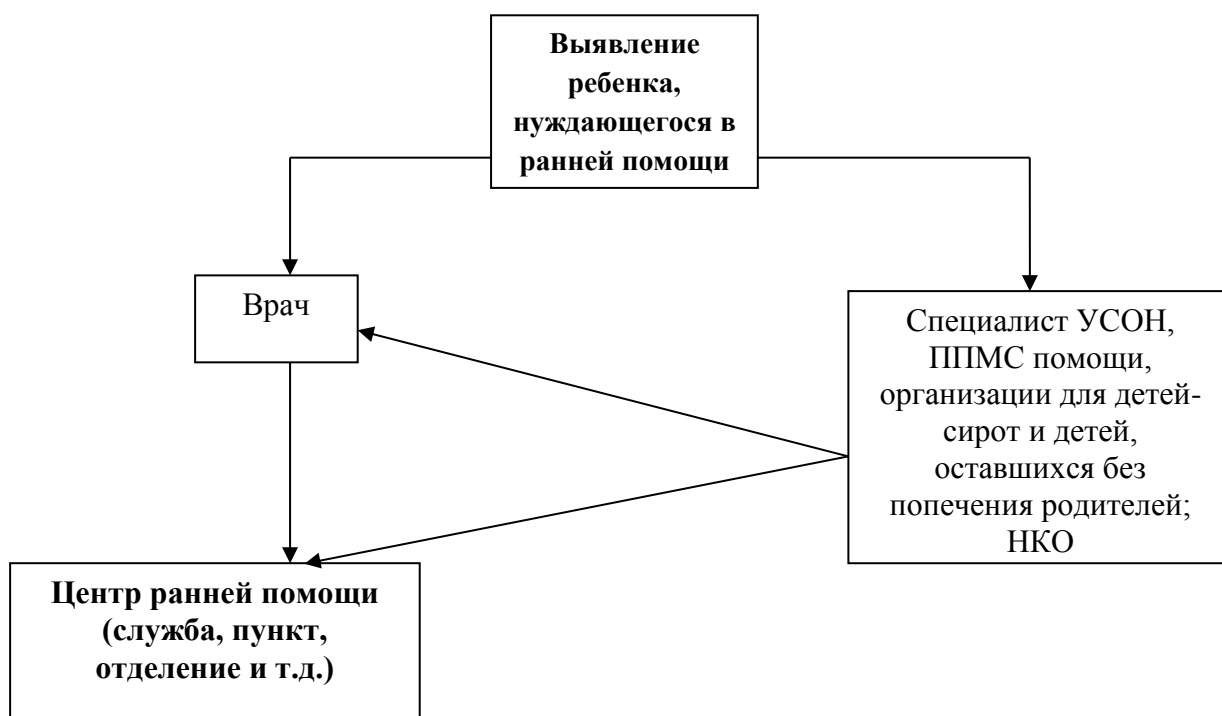 Выявление
ребенка,
нуждающегося в
ранней помощи
Врач
Специалист УСОН,
ППМС помощи,
организации для детей-
сирот и детей,
оставшихся без
попечения родителей;
НКО
Центр ранней помощи
(служба, пункт,
отделение и т.д.)